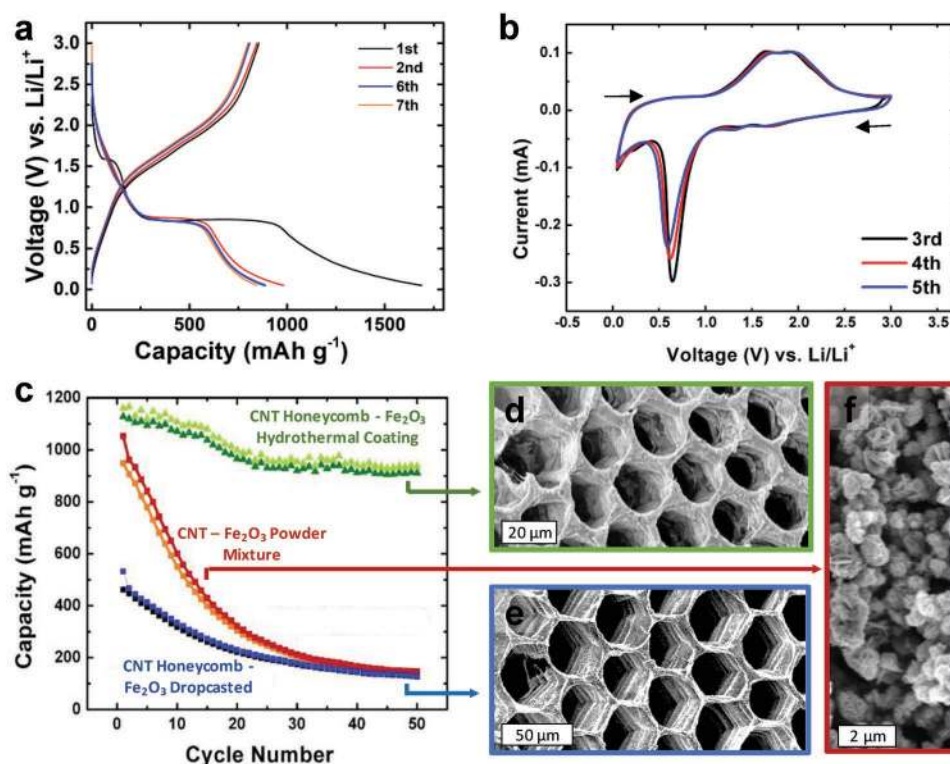 a
3.0
2.5
2.0
1.5
1.0
0.5
0.0
Voltage (V) vs. Li/Li⁺
1st
2nd
6th
7th
0
500
1000
1500
Capacity (mAh g⁻¹)
b
0.1
0.0
-0.1
-0.2
-0.3
Current (mA)
3rd
4th
5th
-0.5
0.0
0.5
1.0
1.5
2.0
2.5
3.0
3.5
Voltage (V) vs. Li/Li⁺
c
1200
1000
800
600
400
200
0
Capacity (mAh g⁻¹)
CNT Honeycomb - Fe₂O₃
Hydrothermal Coating
CNT – Fe₂O₃ Powder
Mixture
CNT Honeycomb -
Fe₂O₃ Dropcasted
0
10
20
30
40
50
Cycle Number
d
20 μm
e
50 μm
f
2 μm